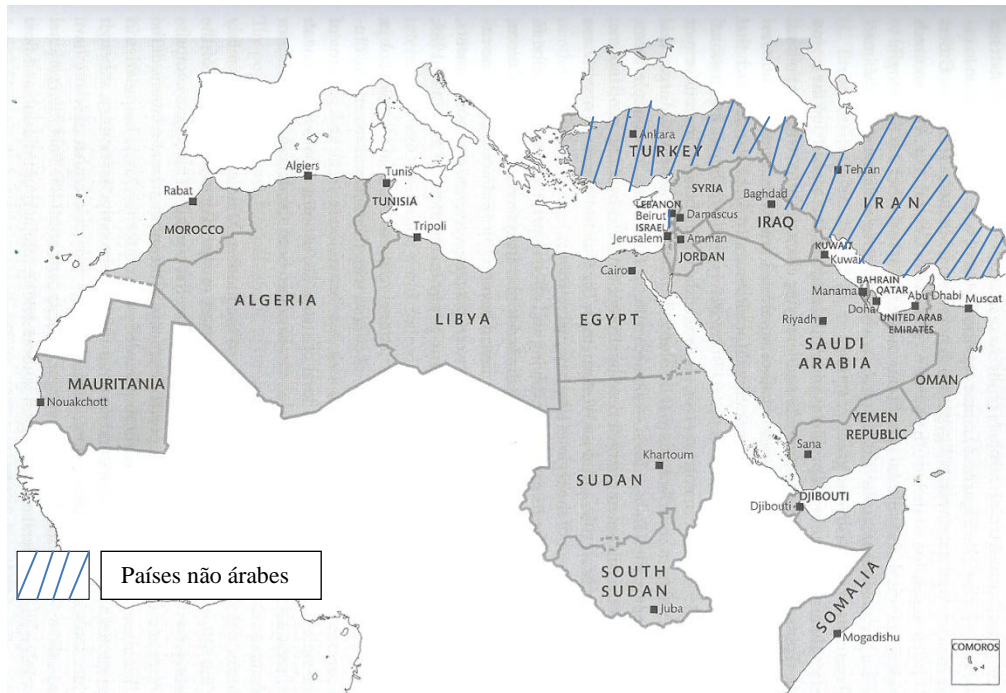 Ankara
TURKEY
Tehran
IRAN
Algiers
Tunis
Rabat
TUNISIA
MOROCCO
Tripoli
SYRIA
Baghdad
LEBANON
Beirut
Damascus
IRAQ
ISRAEL
Jerusalem
Amman
JORDAN
KUWAIT
Kuwait
Cairo
BAHRAIN
QATAR
Manama
Doha
Abu Dhabi
Muscat
UNITED ARAB
EMIRATES
ALGERIA
LIBYA
EGYPT
Riyadh
SAUDI
ARABIA
OMAN
MAURITANIA
Nouakchott
YEMEN
REPUBLIC
Sana
Khartoum
SUDAN
DJIBOUTI
Djibouti
Países não árabes
SOUTH
SUDAN
Juba
SOMALIA
Mogadishu
COMOROS